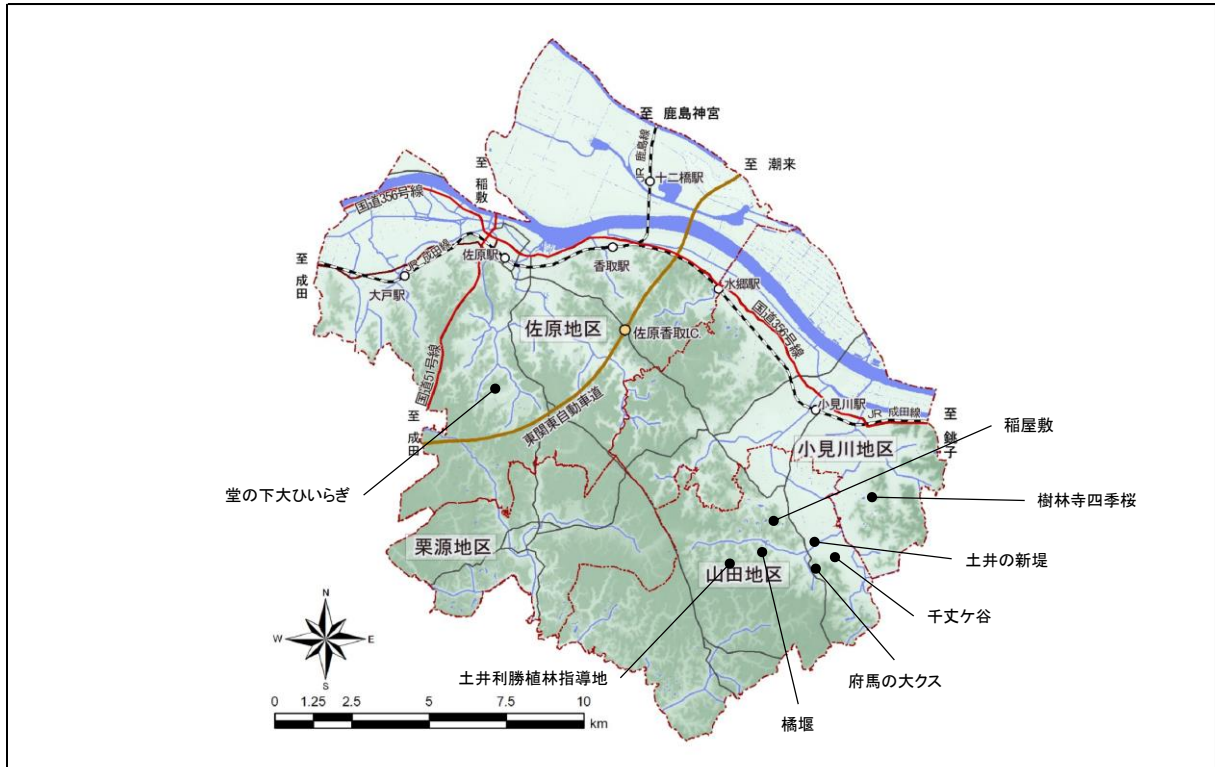 至 鹿島神宮
至 潮来
JR 鹿島線
十二橋駅
至 稲敷
国道356号線
JR 成田線
佐原駅
香取駅
至 成田
大戸駅
水郷駅
国道356号線
佐原地区
佐原香取IC.
国道51号線
東関東自動車道
至 成田
小見川駅
JR 成田線
至 銚子
小見川地区
稲屋敷
堂の下大ひいらぎ
樹林寺四季桜
栗源地区
土井の新堤
山田地区
千丈ケ谷
土井利勝植林指導地
府馬の大クス
橘堰
N
W E
S
0 1.25 2.5 5 7.5 10
km